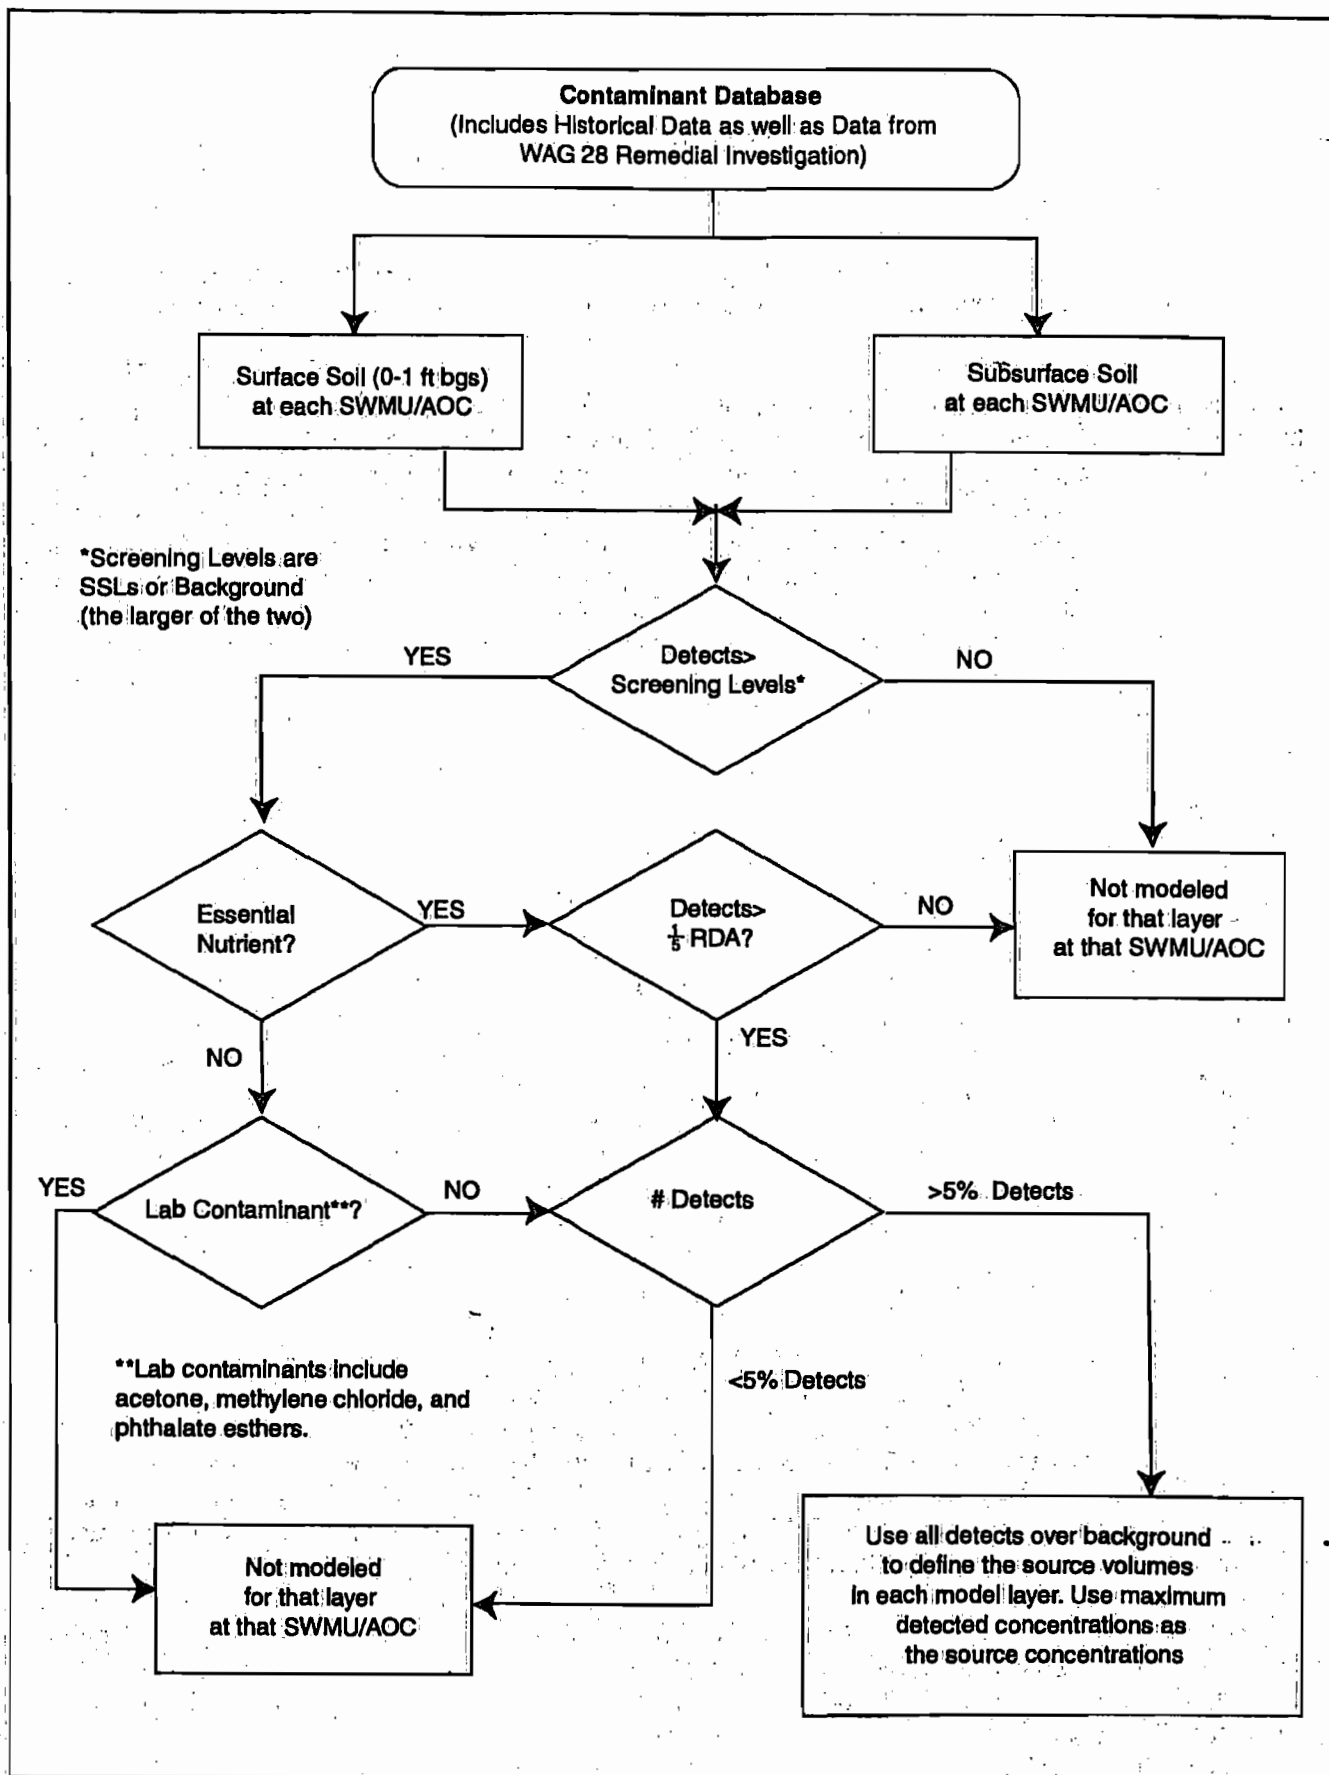 Contaminant Database
(Includes Historical Data as well as Data from
WAG 28 Remedial Investigation)
Surface Soil (0-1 ft bgs)
at each SWMU/AOC
Subsurface Soil
at each SWMU/AOC
*Screening Levels are
SSLs or Background
(the larger of the two)
YES
Detects>
Screening Levels*
NO
Essential
Nutrient?
YES
Detects>
1/5 RDA?
NO
Not modeled
for that layer
at that SWMU/AOC
NO
YES
YES
Lab Contaminant**?
NO
# Detects
>5% Detects
**Lab contaminants include
acetone, methylene chloride, and
phthalate esthers.
<5% Detects
Not modeled
for that layer
at that SWMU/AOC
Use all detects over background
to define the source volumes
in each model layer. Use maximum
detected concentrations as
the source concentrations